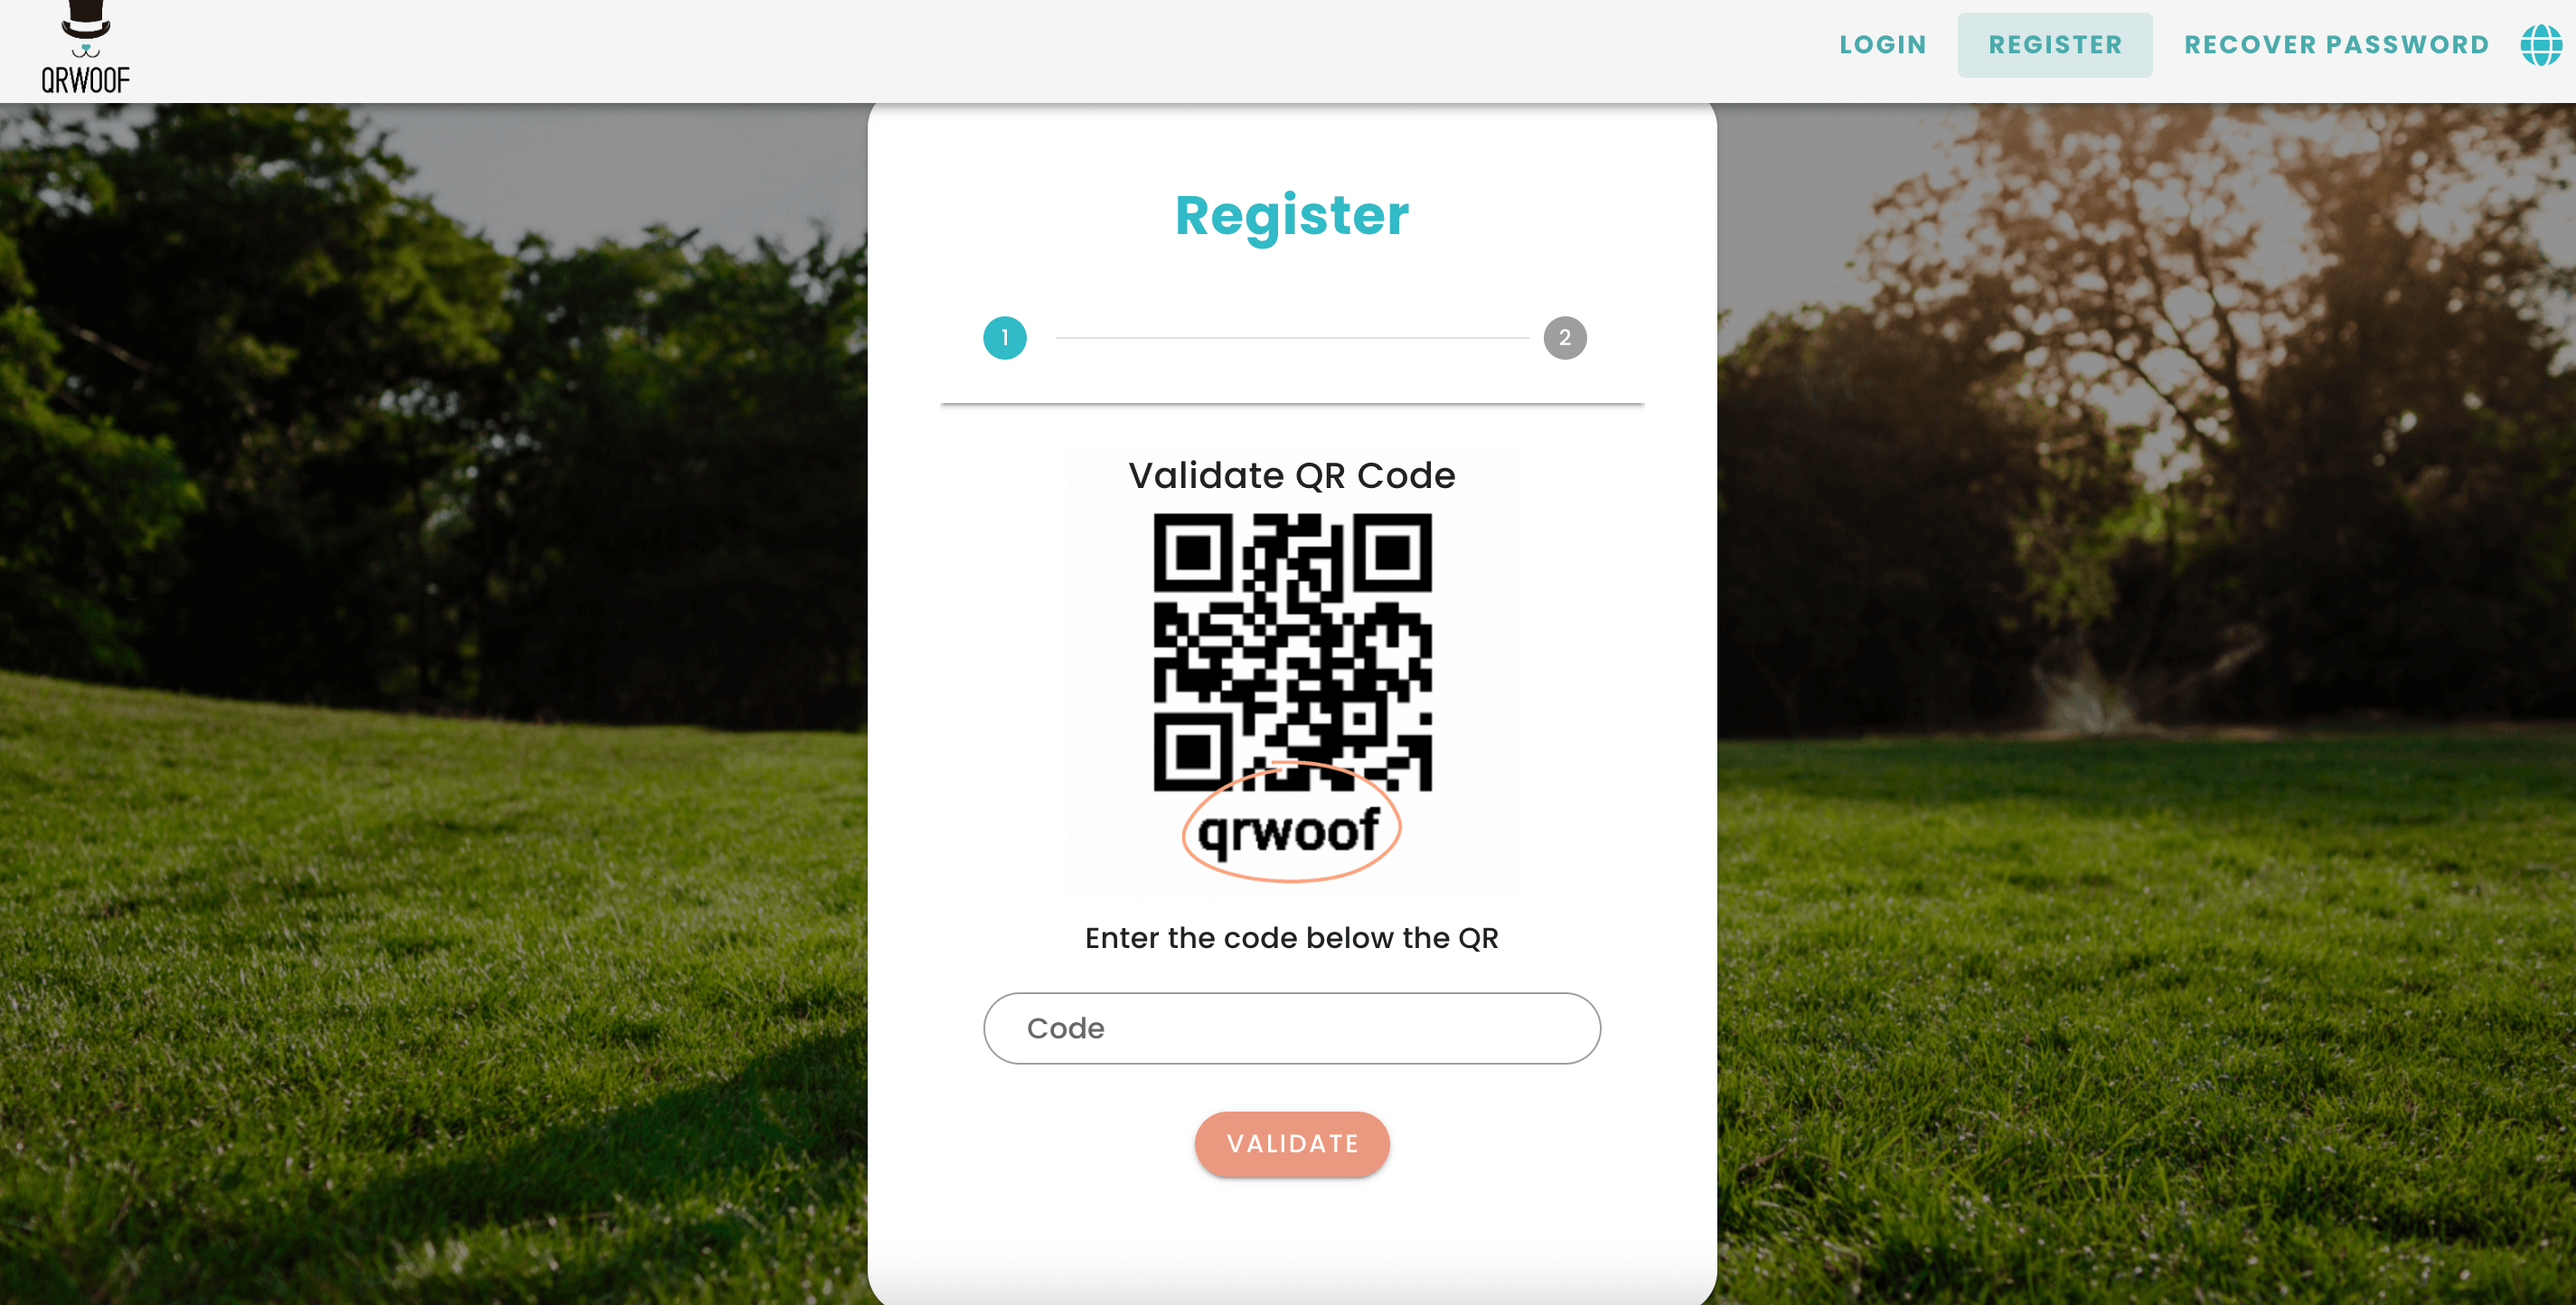 QRWOOF
LOGIN
REGISTER
RECOVER PASSWORD
Register
1
2
Validate QR Code
qrwoof
Enter the code below the QR
Code
VALIDATE